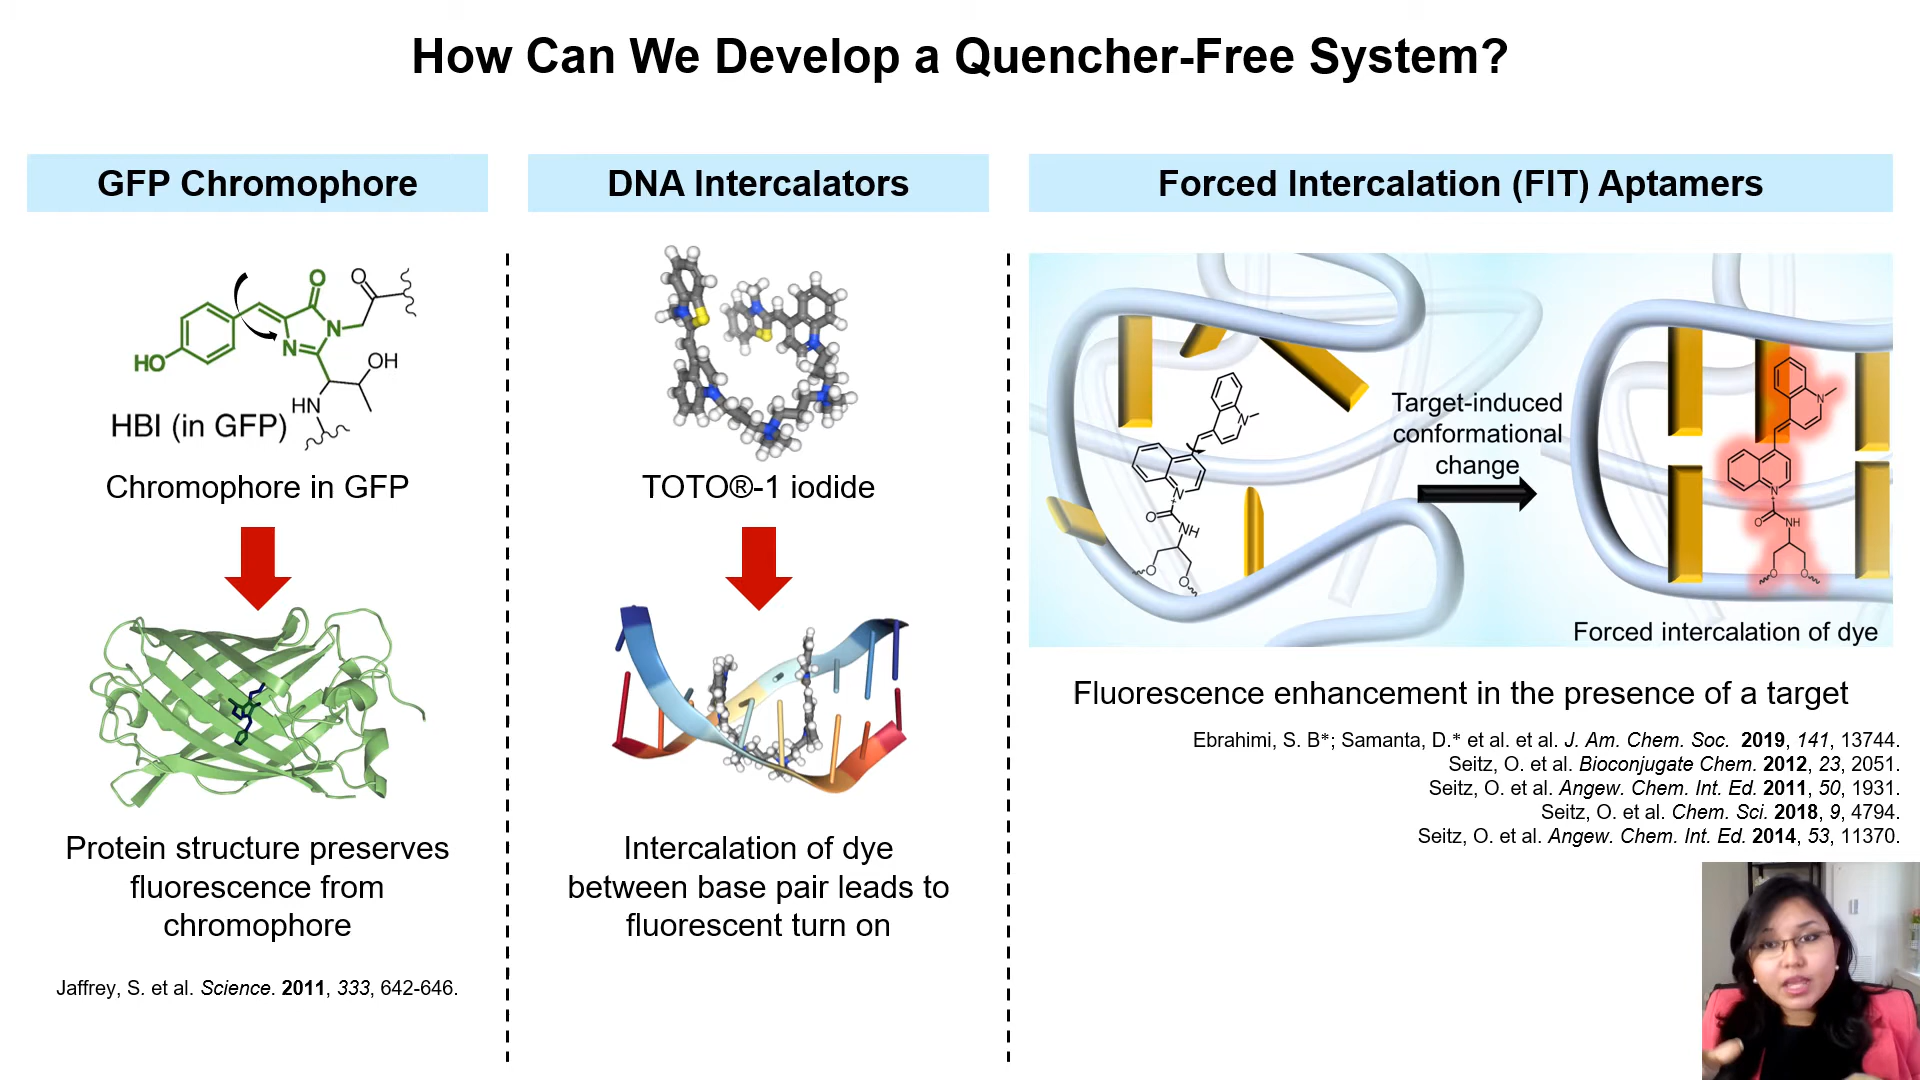 How Can We Develop a Quencher-Free System?
GFP Chromophore
O
O
N
N
HO
OH
HN
HBI (in GFP)
Chromophore in GFP
Protein structure preserves
fluorescence from
chromophore
Jaffrey, S. et al. Science. 2011, 333, 642-646.
DNA Intercalators
TOTO®-1 iodide
Intercalation of dye
between base pair leads to
fluorescent turn on
Forced Intercalation (FIT) Aptamers
N
N
+
O
NH
O
O
Target-induced
conformational
change
N
N
+
O
NH
O
O
Forced intercalation of dye
Fluorescence enhancement in the presence of a target
Ebrahimi, S. B*; Samanta, D.* et al. et al. J. Am. Chem. Soc. 2019, 141, 13744.
Seitz, O. et al. Bioconjugate Chem. 2012, 23, 2051.
Seitz, O. et al. Angew. Chem. Int. Ed. 2011, 50, 1931.
Seitz, O. et al. Chem. Sci. 2018, 9, 4794.
Seitz, O. et al. Angew. Chem. Int. Ed. 2014, 53, 11370.